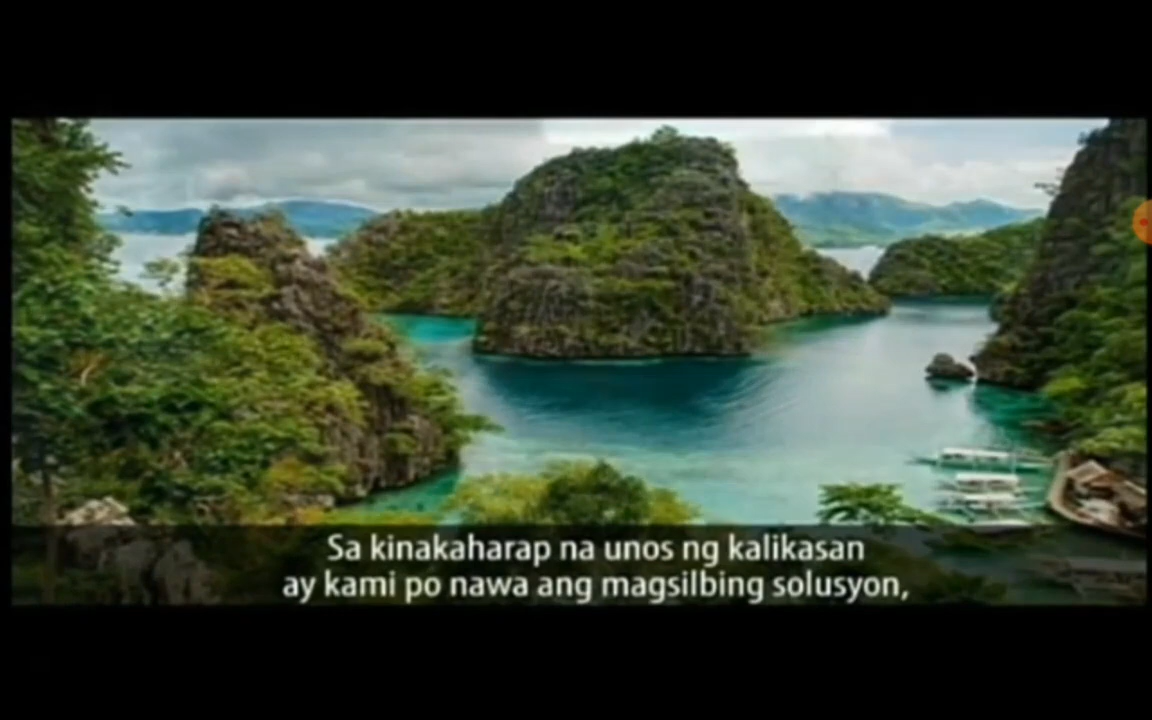 Sa kinakaharap na unos ng kalikasan
ay kami po nawa ang magsilbing solusyon,